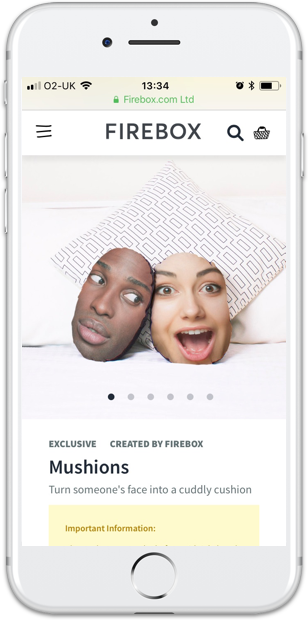 O2-UK 13:34
Firebox.com Ltd
FIREBOX
EXCLUSIVE CREATED BY FIREBOX
Mushions
Turn someone's face into a cuddly cushion
Important Information: